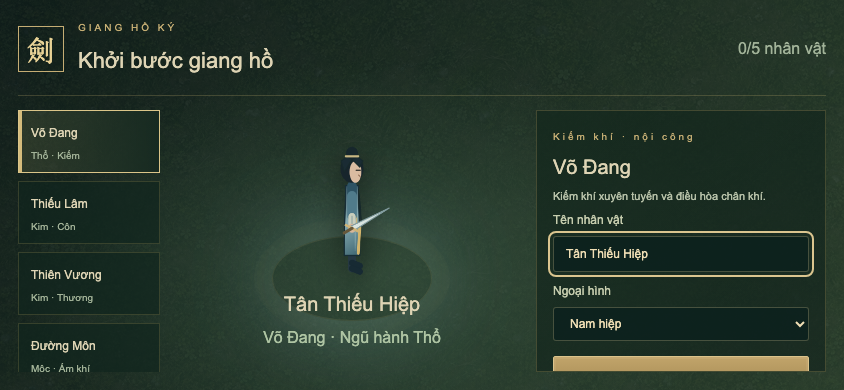 劍
GIANG HỒ KÝ
Khởi bước giang hồ
0/5 nhân vật
Võ Đang
Thổ · Kiếm
Thiếu Lâm
Kim · Côn
Thiên Vương
Kim · Thương
Đường Môn
Mộc · Ám khí
Tân Thiếu Hiệp
Võ Đang · Ngũ hành Thổ
Kiếm khí · nội công
Võ Đang
Kiếm khí xuyên tuyến và điều hòa chân khí.
Tên nhân vật
Tân Thiếu Hiệp
Ngoại hình
Nam hiệp